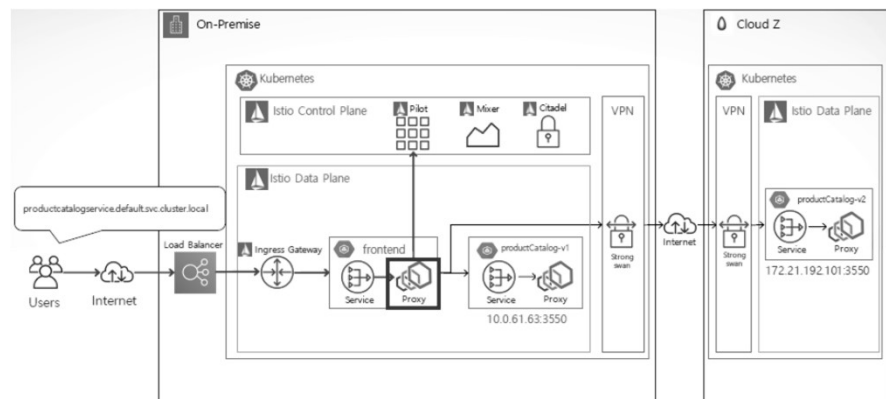 On-Premise
Cloud Z
Kubernetes
Kubernetes
Istio Control Plane
Pilot
Mixer
Citadel
VPN
VPN
Istio Data Plane
Istio Data Plane
productcatalogservice.default.svc.cluster.local
productCatalog-v2
Load Balancer
Ingress Gateway
frontend
productCatalog-v1
Internet
Service
Proxy
Strong
swan
Strong
swan
172.21.192.101:3550
Users
Internet
Service
Proxy
Service
Proxy
10.0.61.63:3550